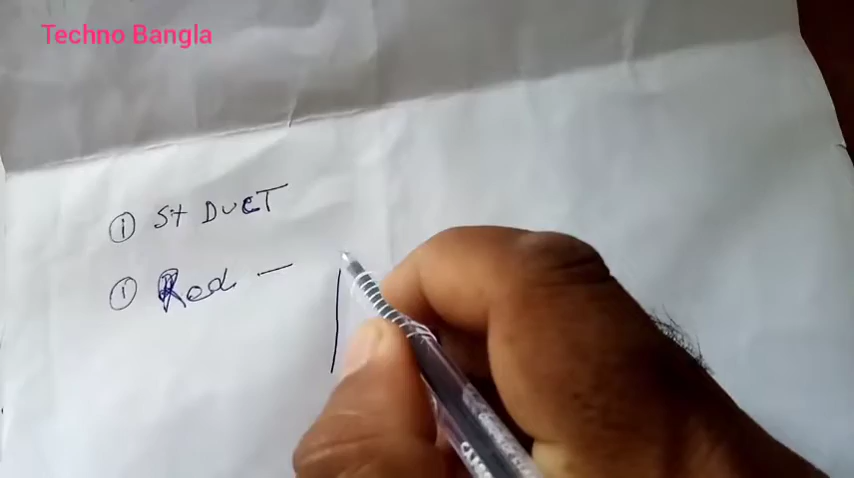 Techno Bangla
① St DUCT
① Red —